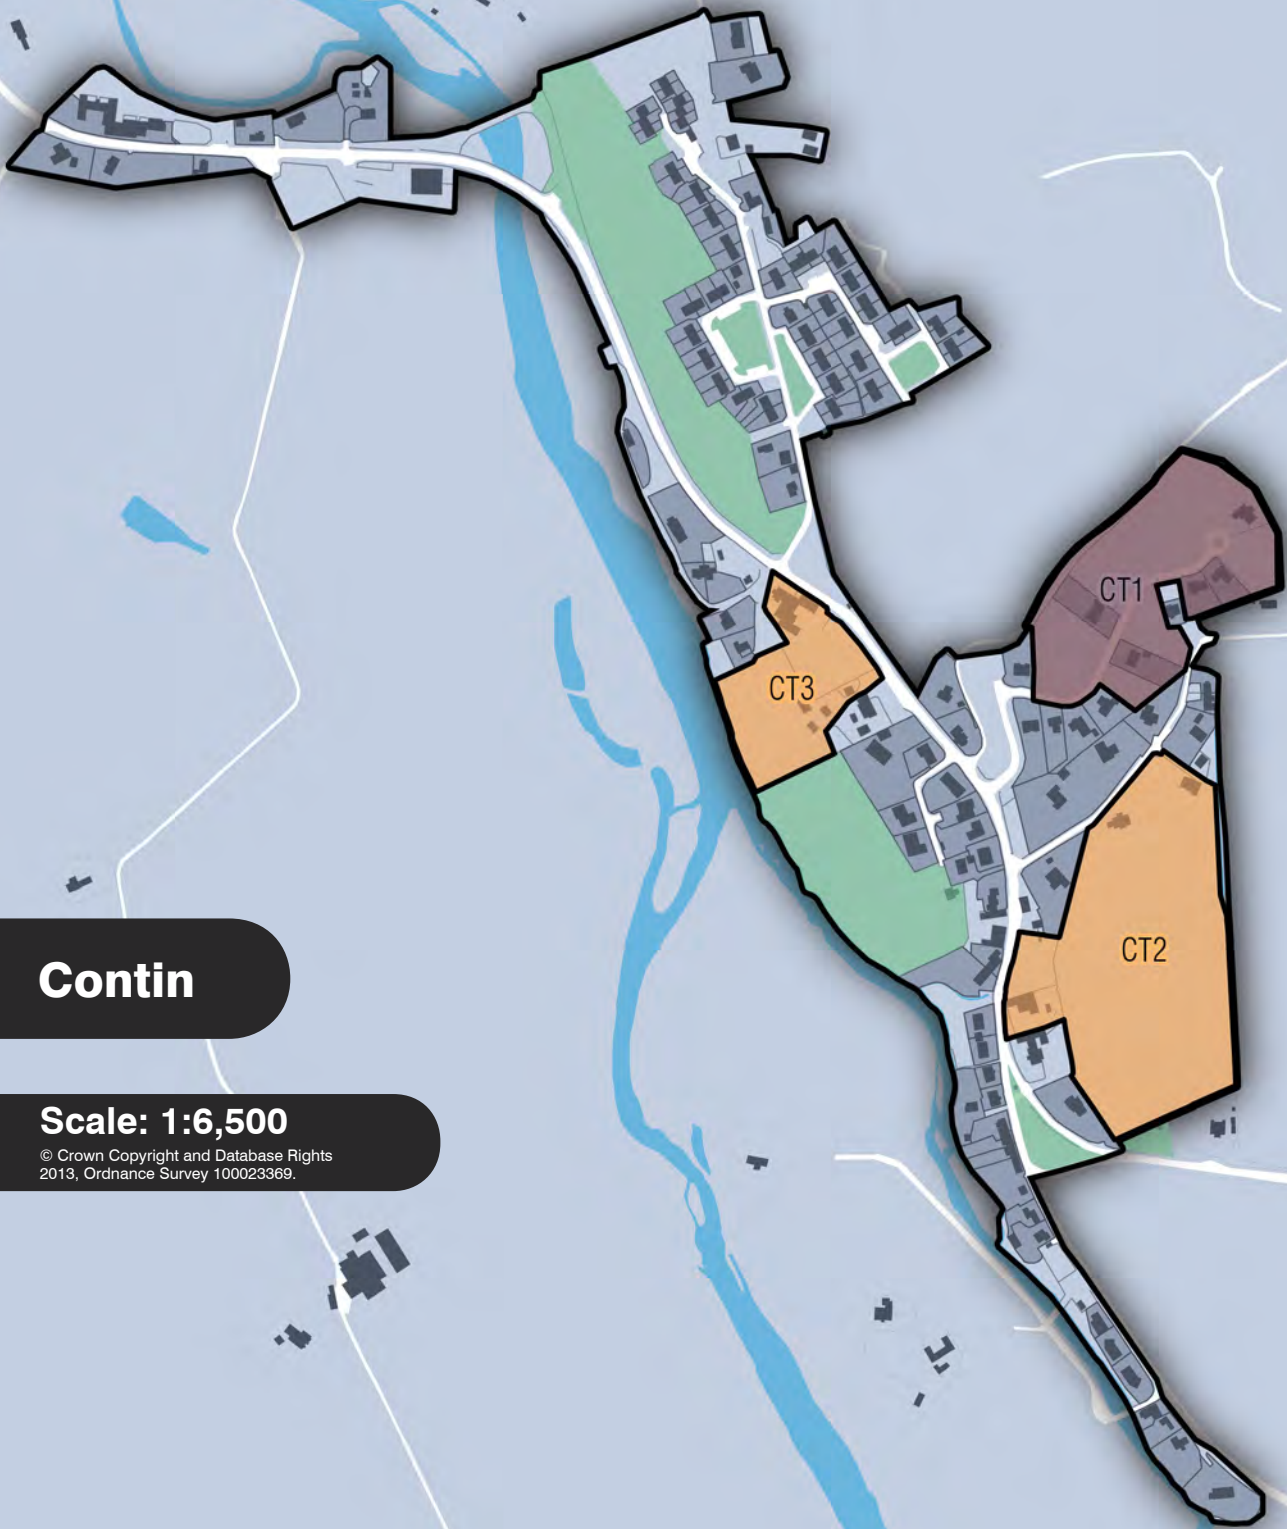 CT1
CT3
CT2
Contin
Scale: 1:6,500
© Crown Copyright and Database Rights
2013, Ordnance Survey 100023369.